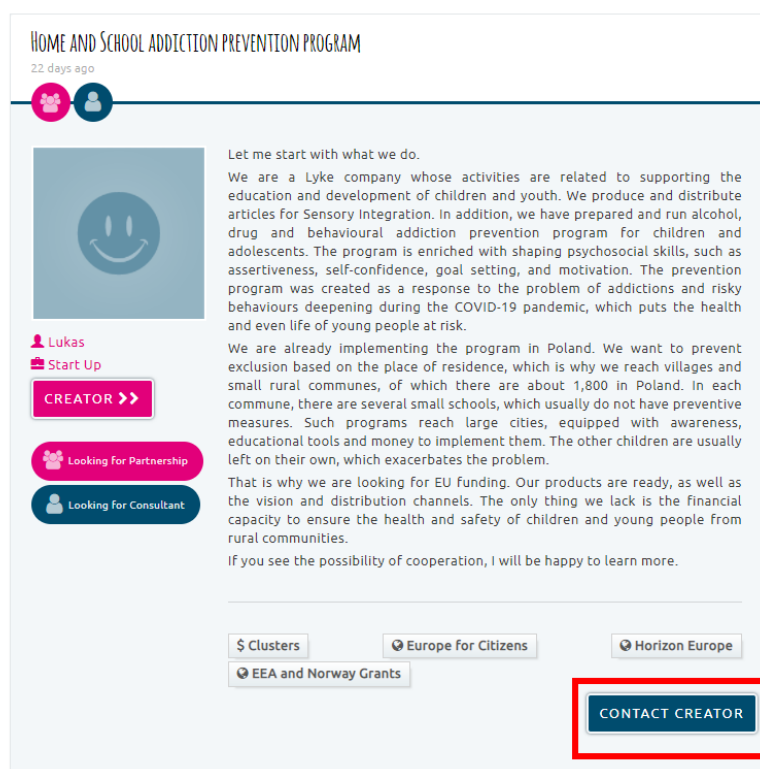 Home and School addiction prevention program
22 days ago
Let me start with what we do.
We are a Lyke company whose activities are related to supporting the
education and development of children and youth. We produce and distribute
articles for Sensory Integration. In addition, we have prepared and run alcohol,
drug and behavioural addiction prevention program for children and
adolescents. The program is enriched with shaping psychosocial skills, such as
assertiveness, self-confidence, goal setting, and motivation. The prevention
program was created as a response to the problem of addictions and risky
behaviours deepening during the COVID-19 pandemic, which puts the health
and even life of young people at risk.
We are already implementing the program in Poland. We want to prevent
exclusion based on the place of residence, which is why we reach villages and
small rural communes, of which there are about 1,800 in Poland. In each
commune, there are several small schools, which usually do not have preventive
measures. Such programs reach large cities, equipped with awareness,
educational tools and money to implement them. The other children are usually
left on their own, which exacerbates the problem.
That is why we are looking for EU funding. Our products are ready, as well as
the vision and distribution channels. The only thing we lack is the financial
capacity to ensure the health and safety of children and young people from
rural communities.
If you see the possibility of cooperation, I will be happy to learn more.
Lukas
Start Up
CREATOR
Looking for Partnership
Looking for Consultant
$ Clusters
Europe for Citizens
Horizon Europe
EEA and Norway Grants
CONTACT CREATOR